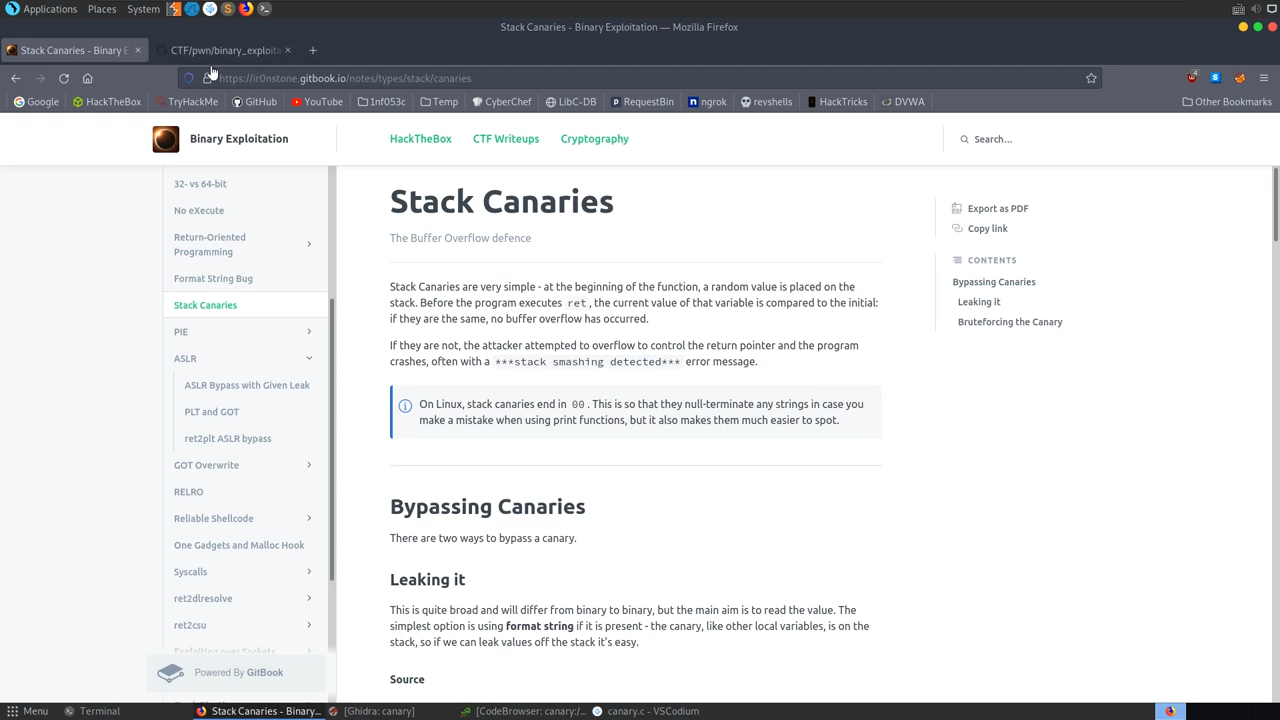 Applications Places System
Stack Canaries - Binary Exploitation — Mozilla Firefox
Stack Canaries - Binary E
CTF/pwn/binary_exploita
https://ir0nstone.gitbook.io/notes/types/stack/canaries
Google HackTheBox TryHackMe GitHub YouTube 1nf053c Temp CyberChef LibC-DB RequestBin ngrok revshells HackTricks DVWA Other Bookmarks
Binary Exploitation
HackTheBox CTF Writeups Cryptography
Search…
32- vs 64-bit
No eXecute
Return-Oriented
Programming
Format String Bug
Stack Canaries
PIE
ASLR
ASLR Bypass with Given Leak
PLT and GOT
ret2plt ASLR bypass
GOT Overwrite
RELRO
Reliable Shellcode
One Gadgets and Malloc Hook
Syscalls
ret2dlresolve
ret2csu
Exploiting over Sockets
Powered By GitBook
Stack Canaries
The Buffer Overflow defence
Stack Canaries are very simple - at the beginning of the function, a random value is placed on the
stack. Before the program executes ret, the current value of that variable is compared to the initial:
if they are the same, no buffer overflow has occurred.
If they are not, the attacker attempted to overflow to control the return pointer and the program
crashes, often with a ***stack smashing detected*** error message.
On Linux, stack canaries end in 00. This is so that they null-terminate any strings in case you
make a mistake when using print functions, but it also makes them much easier to spot.
Bypassing Canaries
There are two ways to bypass a canary.
Leaking it
This is quite broad and will differ from binary to binary, but the main aim is to read the value. The
simplest option is using format string if it is present - the canary, like other local variables, is on the
stack, so if we can leak values off the stack it's easy.
Source
Export as PDF
Copy link
CONTENTS
Bypassing Canaries
Leaking it
Bruteforcing the Canary
Menu Terminal Stack Canaries - Binary... [Ghidra: canary] [CodeBrowser: canary:/... canary.c - VSCodium